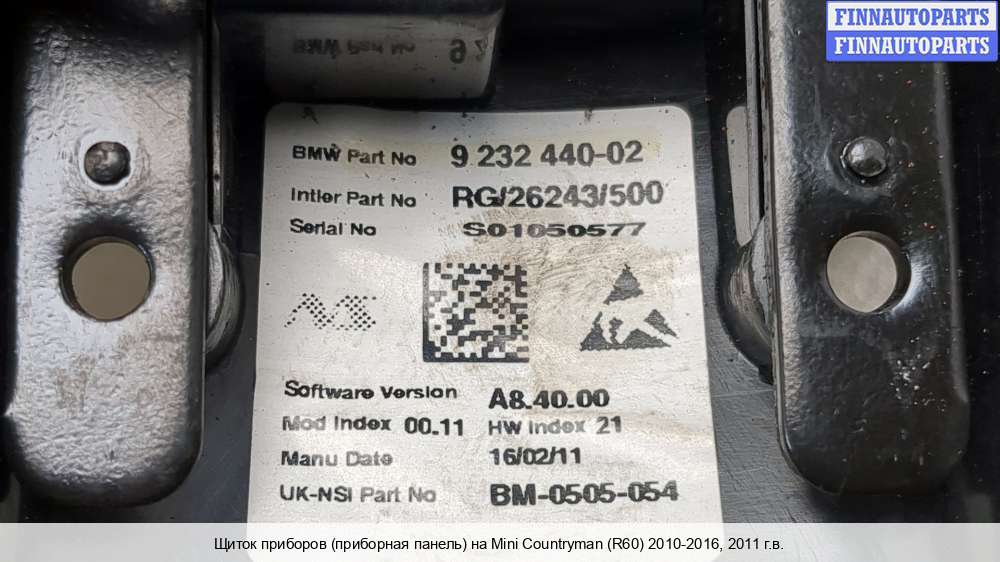 FINNAUTOPARTS
FINNAUTOPARTS
BMW Part No 9 232 440-02
Intier Part No RG/26243/500
Serial No S01050577
Software Version A8.40.00
Mod Index 00.11 HW Index 21
Manu Date 16/02/11
UK-NSI Part No BM-0505-054
Щиток приборов (приборная панель) на Mini Countryman (R60) 2010-2016, 2011 г.в.